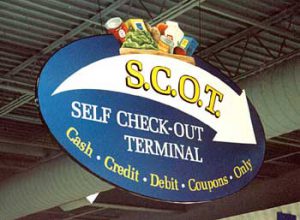 S.C.O.T.
SELF CHECK-OUT
TERMINAL
Cash • Credit • Debit • Coupons • Only